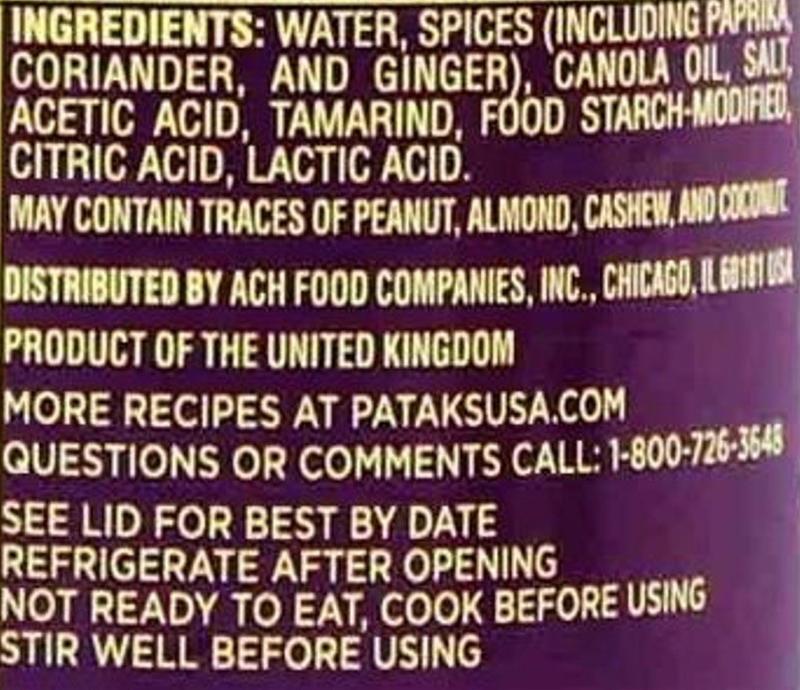 INGREDIENTS: WATER, SPICES (INCLUDING PAPRIKA,
CORIANDER, AND GINGER), CANOLA OIL, SALT,
ACETIC ACID, TAMARIND, FOOD STARCH-MODIFIED,
CITRIC ACID, LACTIC ACID.
MAY CONTAIN TRACES OF PEANUT, ALMOND, CASHEW, AND COCONUT.
DISTRIBUTED BY ACH FOOD COMPANIES, INC., CHICAGO, IL 60181 USA
PRODUCT OF THE UNITED KINGDOM
MORE RECIPES AT PATAKSUSA.COM
QUESTIONS OR COMMENTS CALL: 1-800-726-3648
SEE LID FOR BEST BY DATE
REFRIGERATE AFTER OPENING
NOT READY TO EAT, COOK BEFORE USING
STIR WELL BEFORE USING